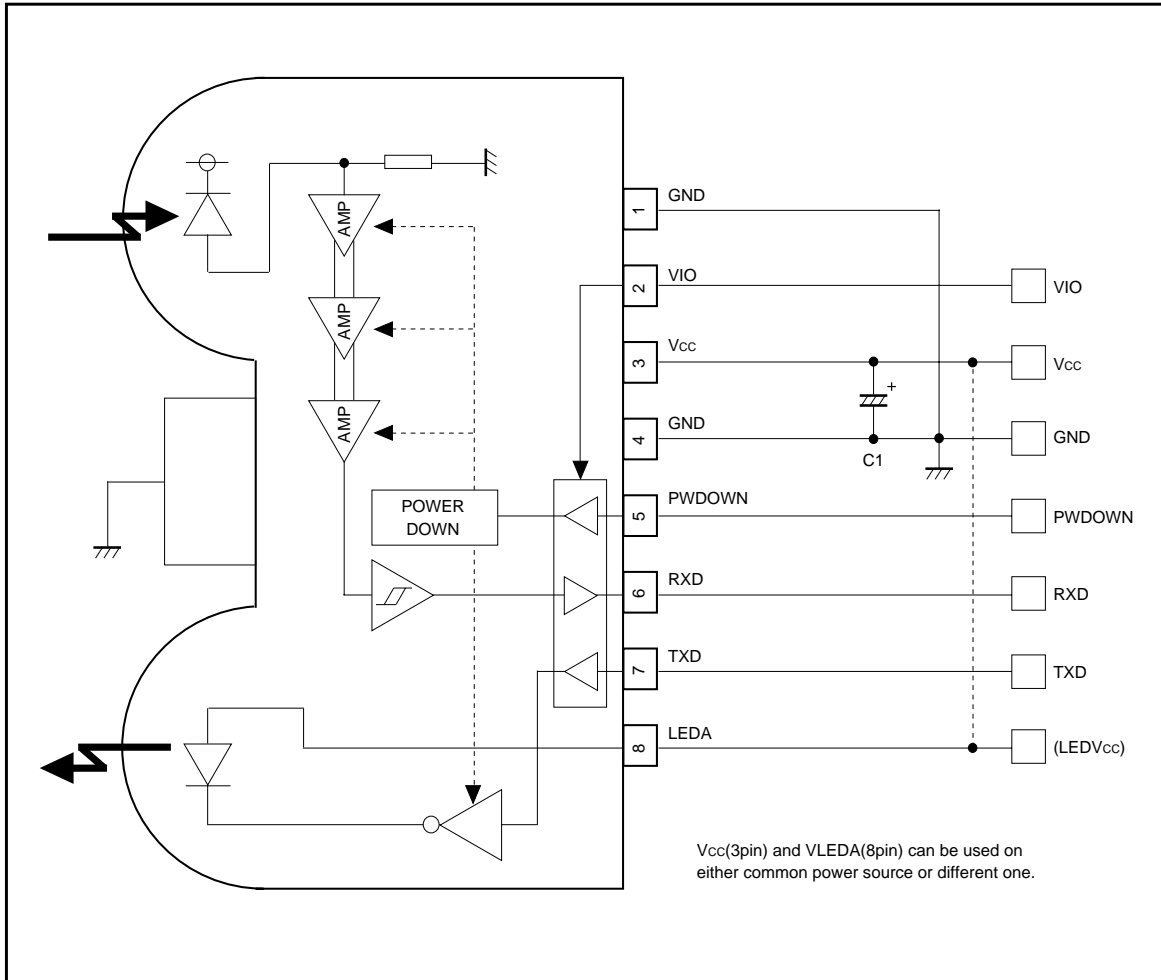 AMP
AMP
AMP
POWER
DOWN
1 GND
2 VIO
3 Vcc
4 GND
5 PWDOWN
6 RXD
7 TXD
8 LEDA
+
C1
VIO
Vcc
GND
PWDOWN
RXD
TXD
(LEDVcc)
Vcc(3pin) and VLEDA(8pin) can be used on
either common power source or different one.